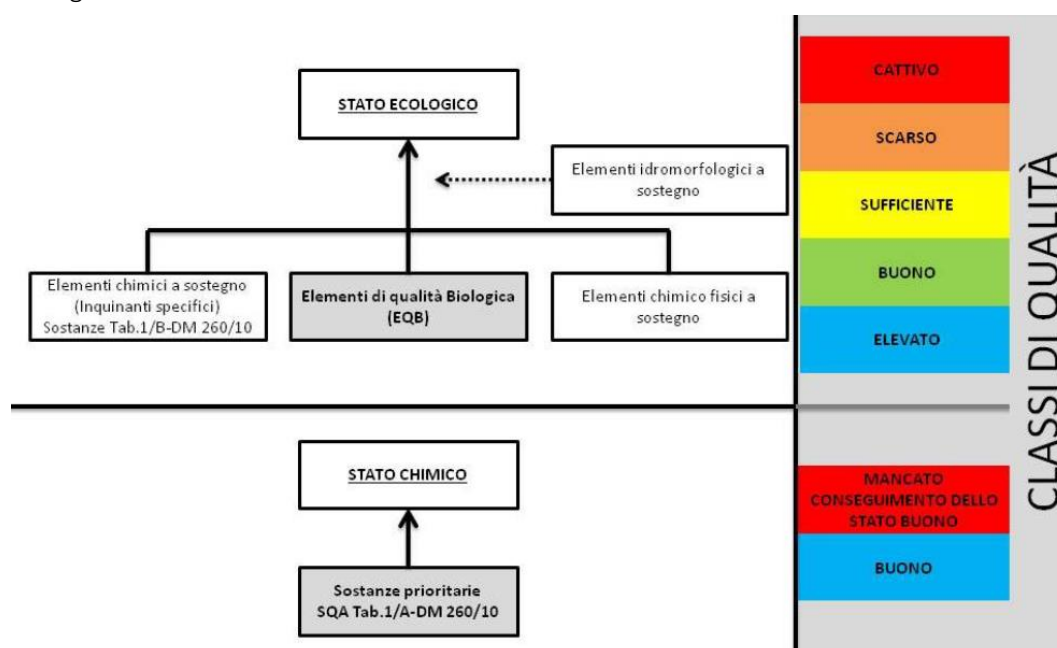 STATO ECOLOGICO
Elementi idromorfologici a
sostegno
Elementi chimici a sostegno
(Inquinanti specifici)
Sostanze Tab.1/B-DM 260/10
Elementi di qualità Biologica
(EQB)
Elementi chimico fisici a
sostegno
CATTIVO
SCARSO
SUFFICIENTE
BUONO
ELEVATO
STATO CHIMICO
Sostanze prioritarie
SQA Tab.1/A-DM 260/10
MANCATO
CONSEGUIMENTO DELLO
STATO BUONO
BUONO
CLASSI DI QUALITÀ